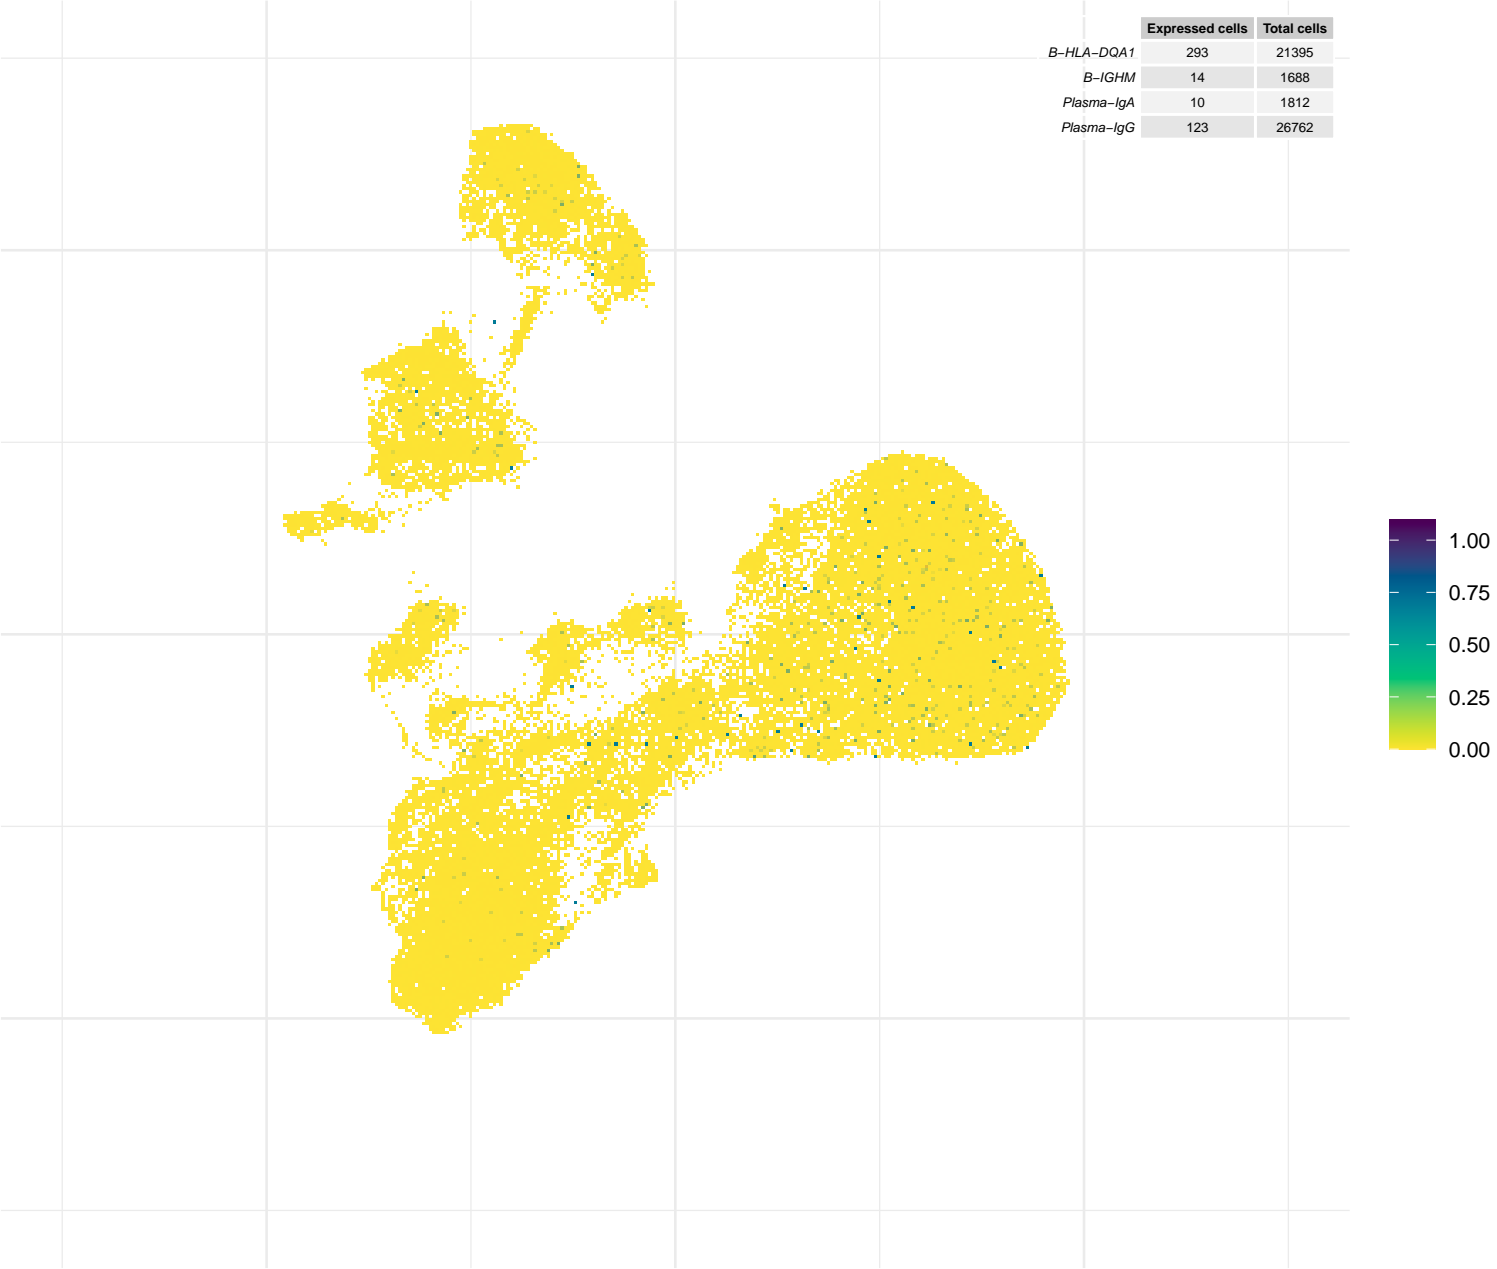 Expressed cells Total cells
B−HLA−DQA1 293 21395
B−IGHM 14 1688
Plasma−IgA 10 1812
Plasma−IgG 123 26762
1.00
0.75
0.50
0.25
0.00